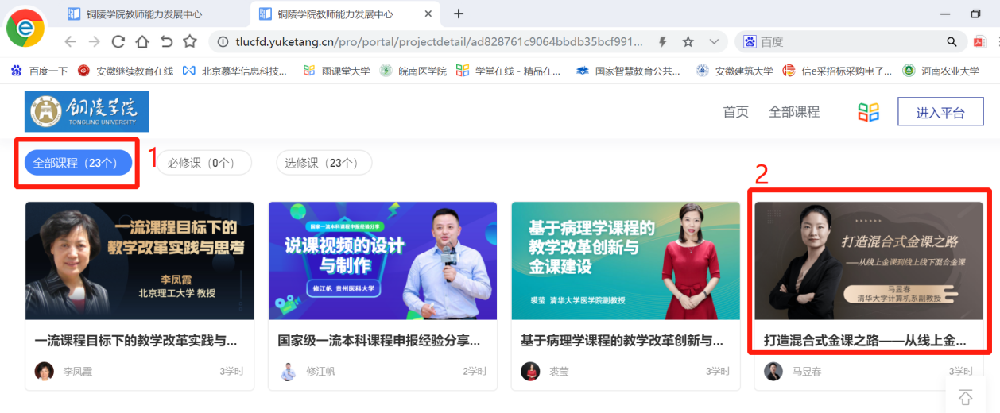 铜陵学院教师能力发展中心
铜陵学院教师能力发展中心
tlucfd.yuketang.cn/pro/portal/projectdetail/ad828761c9064bbdb35bcf991...
百度
百度一下
安徽继续教育在线
北京慕华信息科技...
雨课堂大学
皖南医学院
学堂在线 - 精品在...
国家智慧教育公共...
安徽建筑大学
信e采招标采购电子...
河南农业大学
铜陵学院
TONGLING UNIVERSITY
首页
全部课程
进入平台
全部课程（23个）
1
必修课（0个）
选修课（23个）
2
一流课程目标下的
教学改革实践与思考
李凤霞
北京理工大学 教授
国家一流本科课程申报经验分享
说课视频的设计
与制作
修江帆 贵州医科大学
基于病理学课程的
教学改革创新与
金课建设
裘莹 清华大学医学院副教授
打造混合式金课之路
——从线上金课到线上线下混合金课
马昱春
清华大学计算机系副教授
一流课程目标下的教学改革实践与...
国家级一流本科课程申报经验分享...
基于病理学课程的教学改革创新与...
打造混合式金课之路——从线上金...
李凤霞
3学时
修江帆
2学时
裘莹
3学时
马昱春
3学时